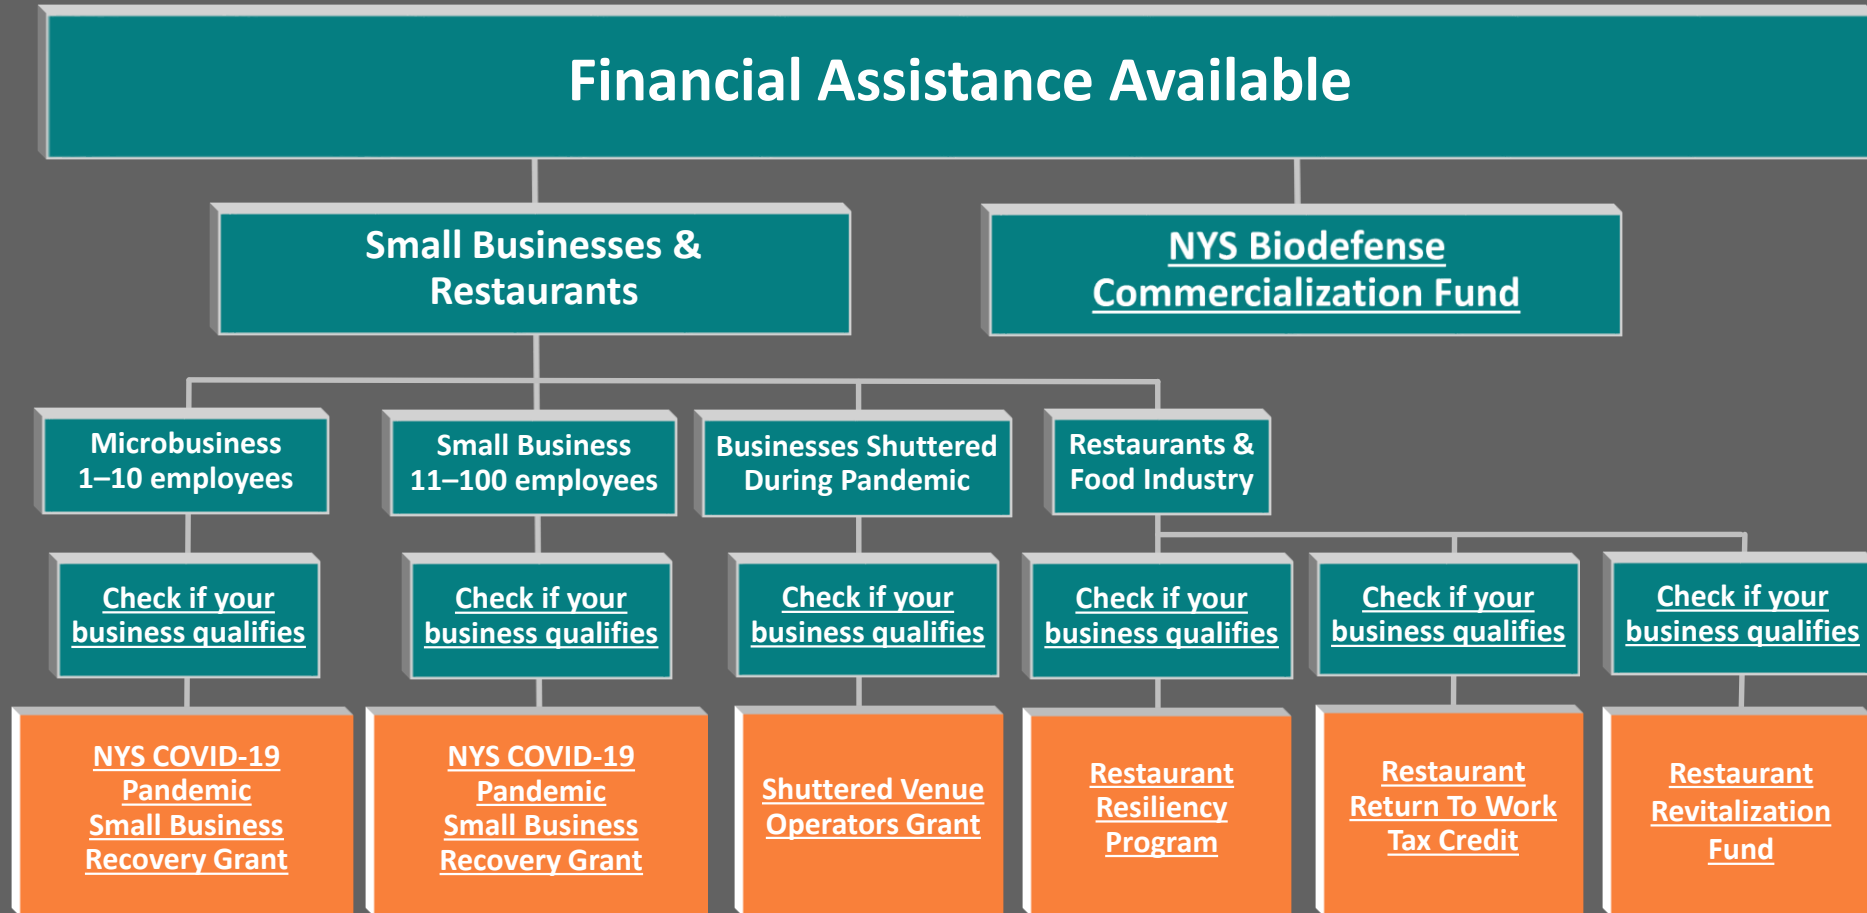 Financial Assistance Available
Small Businesses &
Restaurants
NYS Biodefense
Commercialization Fund
Microbusiness
1–10 employees
Small Business
11–100 employees
Businesses Shuttered
During Pandemic
Restaurants &
Food Industry
Check if your
business qualifies
Check if your
business qualifies
Check if your
business qualifies
Check if your
business qualifies
Check if your
business qualifies
Check if your
business qualifies
NYS COVID-19
Pandemic
Small Business
Recovery Grant
NYS COVID-19
Pandemic
Small Business
Recovery Grant
Shuttered Venue
Operators Grant
Restaurant
Resiliency
Program
Restaurant
Return To Work
Tax Credit
Restaurant
Revitalization
Fund